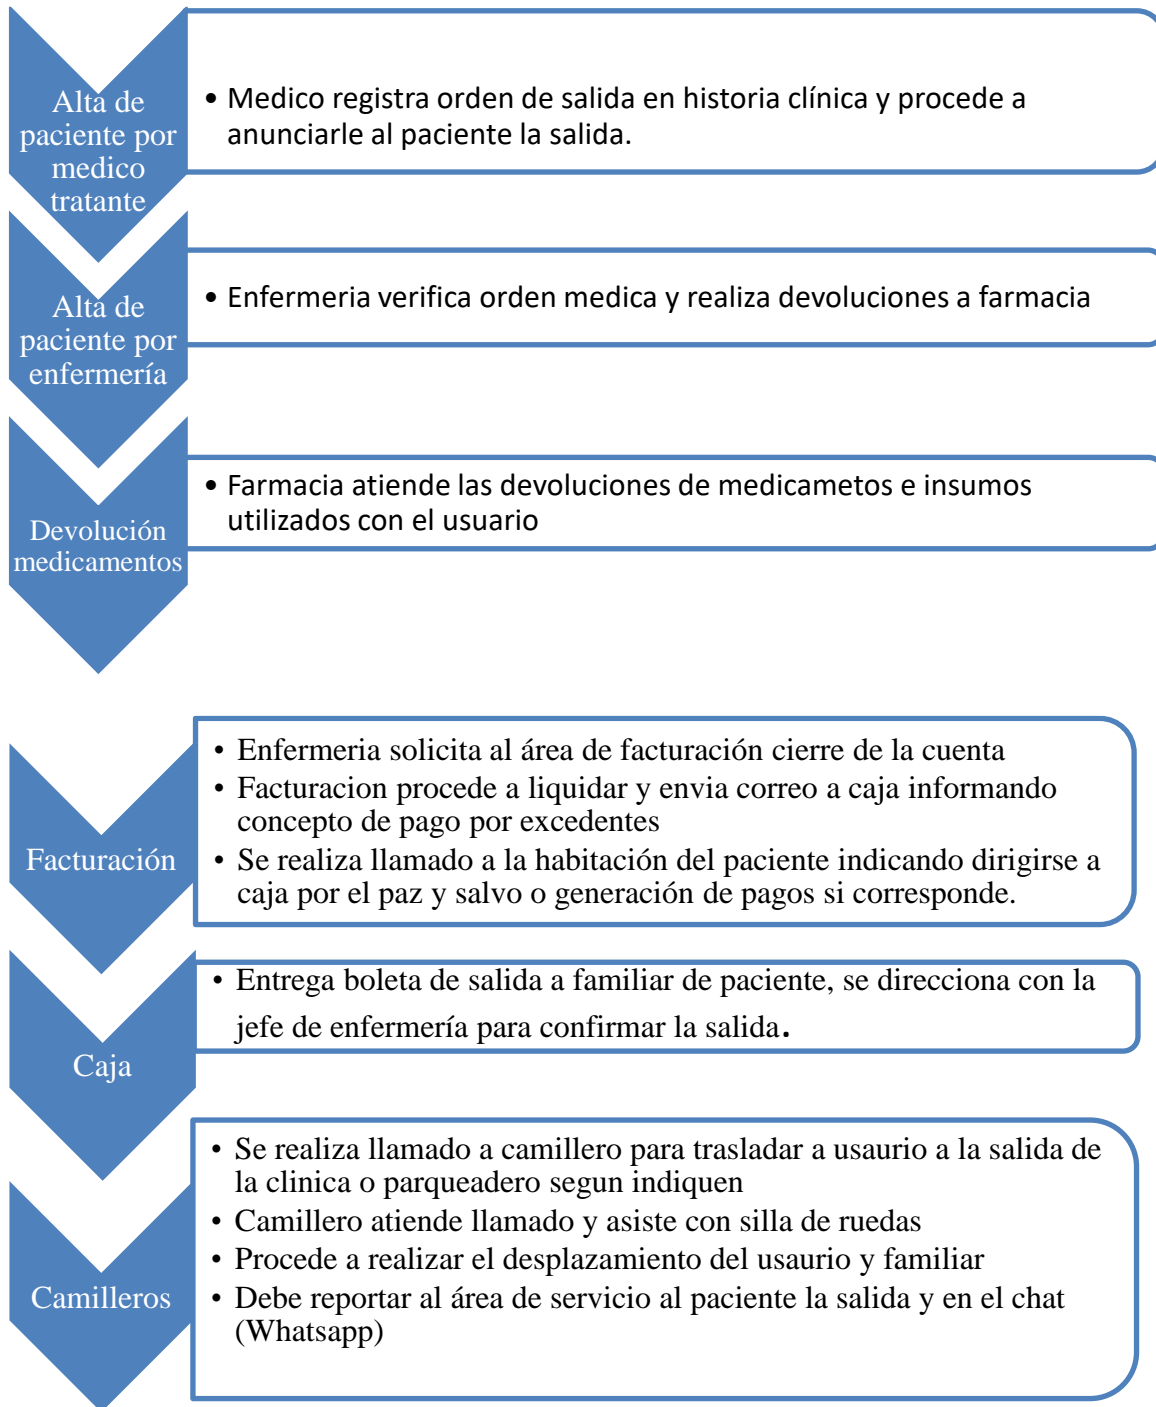 Alta de
paciente por
medico
tratante
• Medico registra orden de salida en historia clínica y procede a
anunciarle al paciente la salida.
Alta de
paciente por
enfermería
• Enfermeria verifica orden medica y realiza devoluciones a farmacia
Devolución
medicamentos
• Farmacia atiende las devoluciones de medicametos e insumos
utilizados con el usuario
Facturación
• Enfermeria solicita al área de facturación cierre de la cuenta
• Facturacion procede a liquidar y envia correo a caja informando
concepto de pago por excedentes
• Se realiza llamado a la habitación del paciente indicando dirigirse a
caja por el paz y salvo o generación de pagos si corresponde.
Caja
• Entrega boleta de salida a familiar de paciente, se direcciona con la
jefe de enfermería para confirmar la salida.
Camilleros
• Se realiza llamado a camillero para trasladar a usaurio a la salida de
la clinica o parqueadero segun indiquen
• Camillero atiende llamado y asiste con silla de ruedas
• Procede a realizar el desplazamiento del usaurio y familiar
• Debe reportar al área de servicio al paciente la salida y en el chat
(Whatsapp)